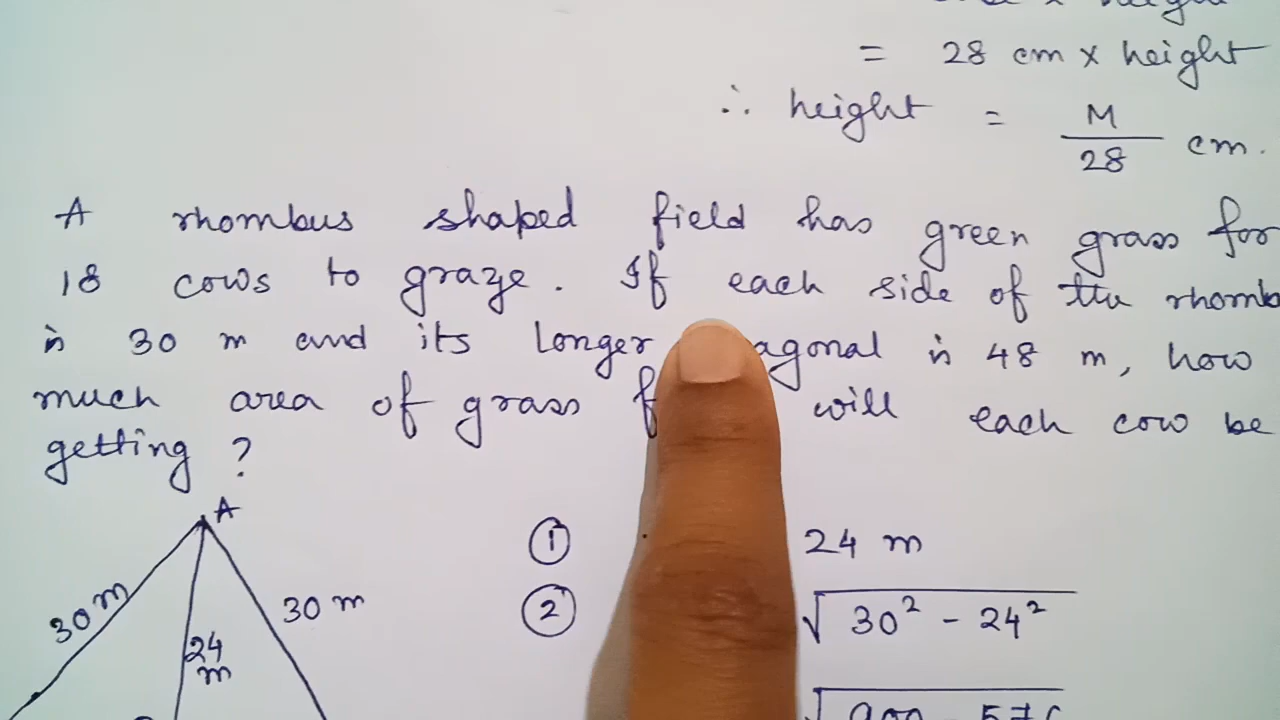 = 28 cm x height
∴ height = M/28 cm.
A rhombus shaped field has green grass for
18 cows to graze. If each side of the rhomb
is 30 m and its longer agonal is 48 m, how
much area of grass f will each cow be
getting ?
A
30 m
30 m
24 m
① 24 m
② √30² - 24²